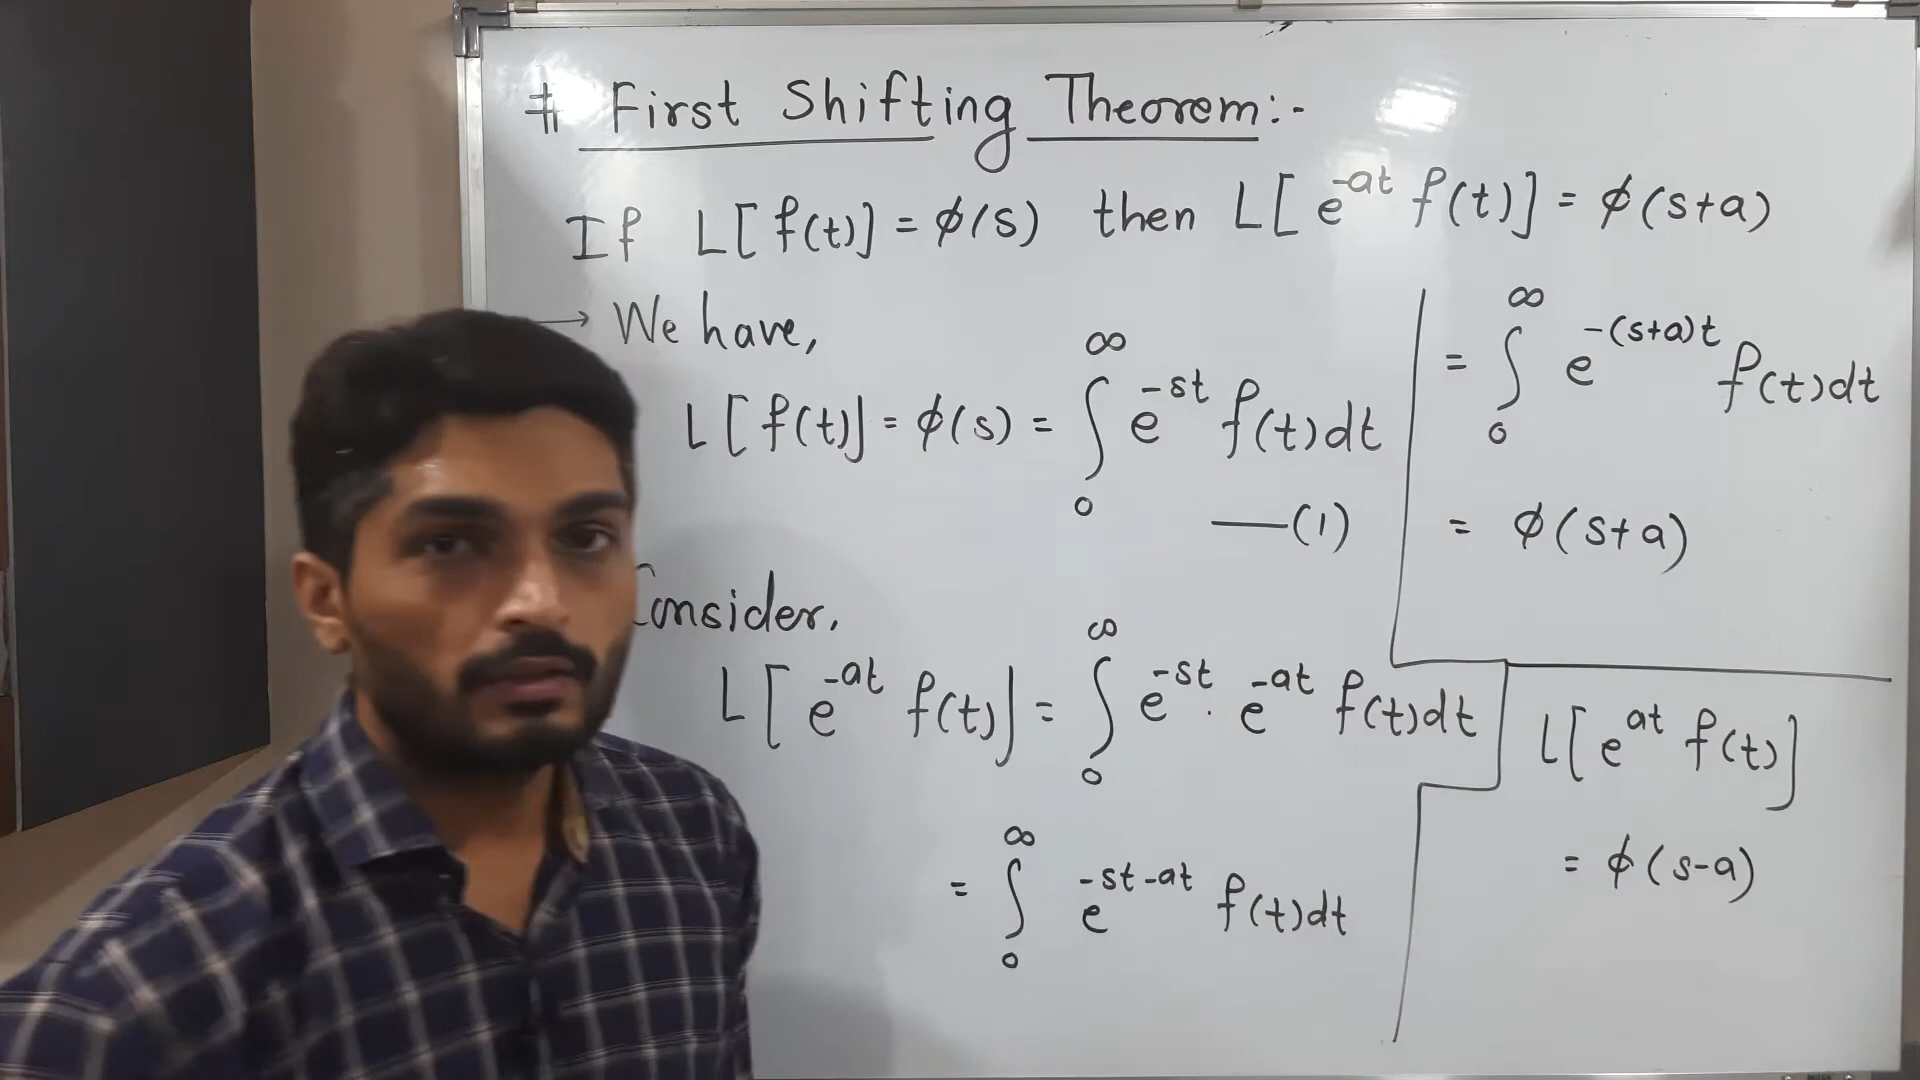 # First Shifting Theorem:-
If L[f(t)] = φ(s) then L[e^{-at} f(t)] = φ(s+a)
→ We have,
L[f(t)] = φ(s) = ∫_0^∞ e^{-st} f(t)dt
—(1)
Consider,
L[e^{-at} f(t)] = ∫_0^∞ e^{-st} . e^{-at} f(t)dt
= ∫_0^∞ e^{-st-at} f(t)dt
= ∫_0^∞ e^{-(s+a)t} f(t)dt
= φ(s+a)
L[e^{at} f(t)]
= φ(s-a)